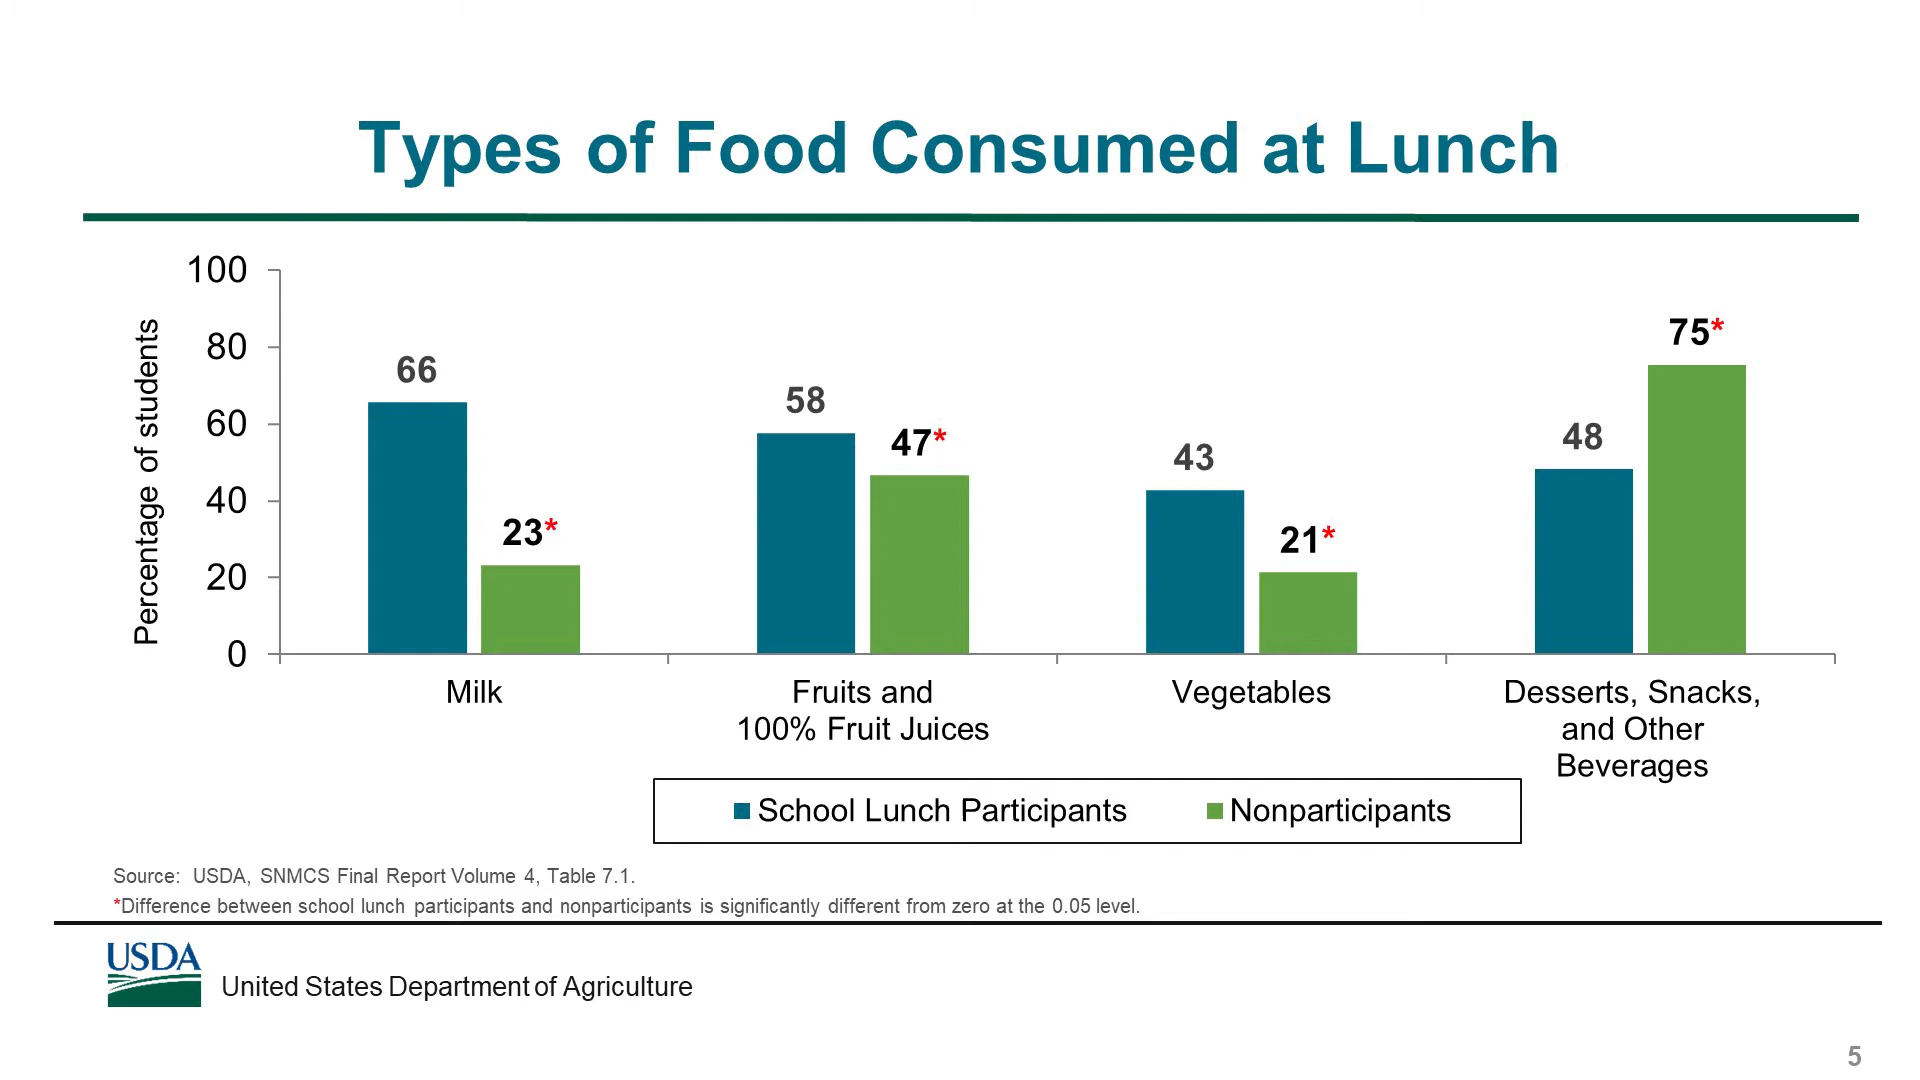 Types of Food Consumed at Lunch
Percentage of students
100
80
60
40
20
0
66
23*
58
47*
43
21*
48
75*
Milk
Fruits and
100% Fruit Juices
Vegetables
Desserts, Snacks,
and Other
Beverages
School Lunch Participants
Nonparticipants
Source: USDA, SNMCS Final Report Volume 4, Table 7.1.
*Difference between school lunch participants and nonparticipants is significantly different from zero at the 0.05 level.
USDA
United States Department of Agriculture
5